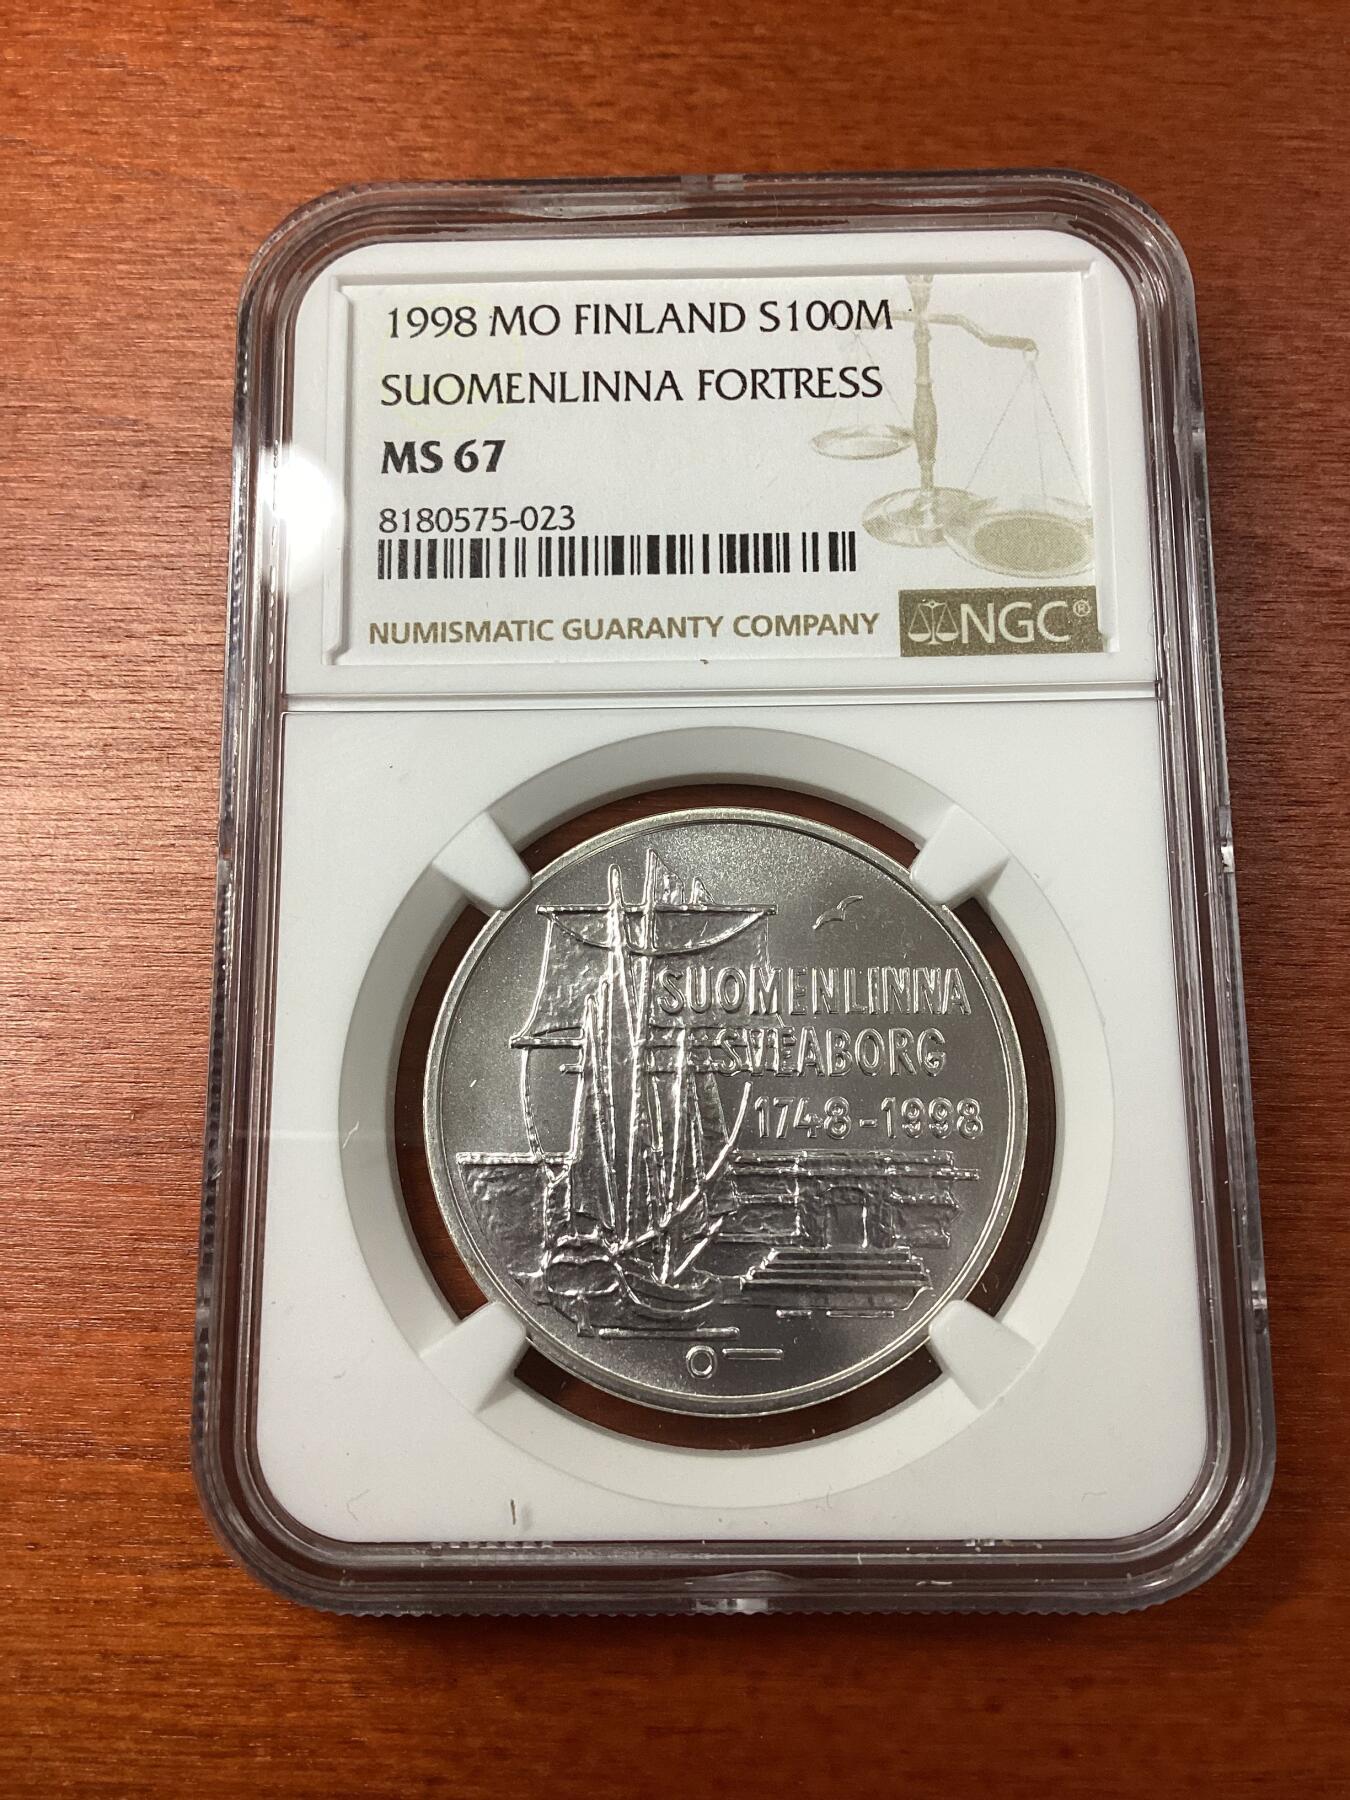 1998 MO FINLAND S100M
SUOMENLINNA FORTRESS
MS 67
8180575-023
NUMISMATIC GUARANTY COMPANY
NGC®
SUOMENLINNA
SVEABORG
1748-1998
O